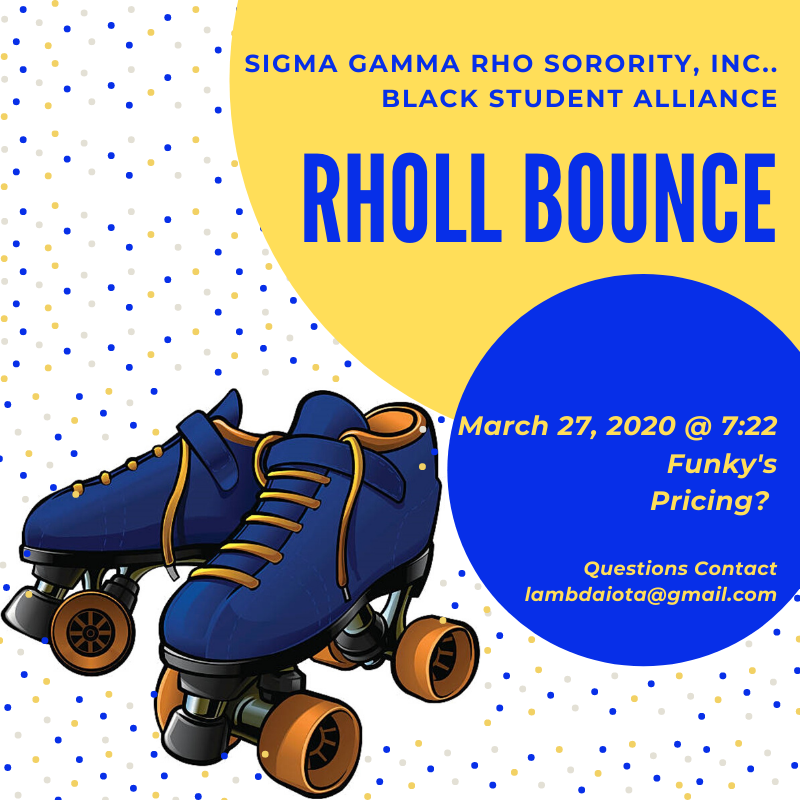 SIGMA GAMMA RHO SORORITY, INC..
BLACK STUDENT ALLIANCE
RHOLL BOUNCE
March 27, 2020 @ 7:22
Funky's
Pricing?
Questions Contact
lambdaiota@gmail.com